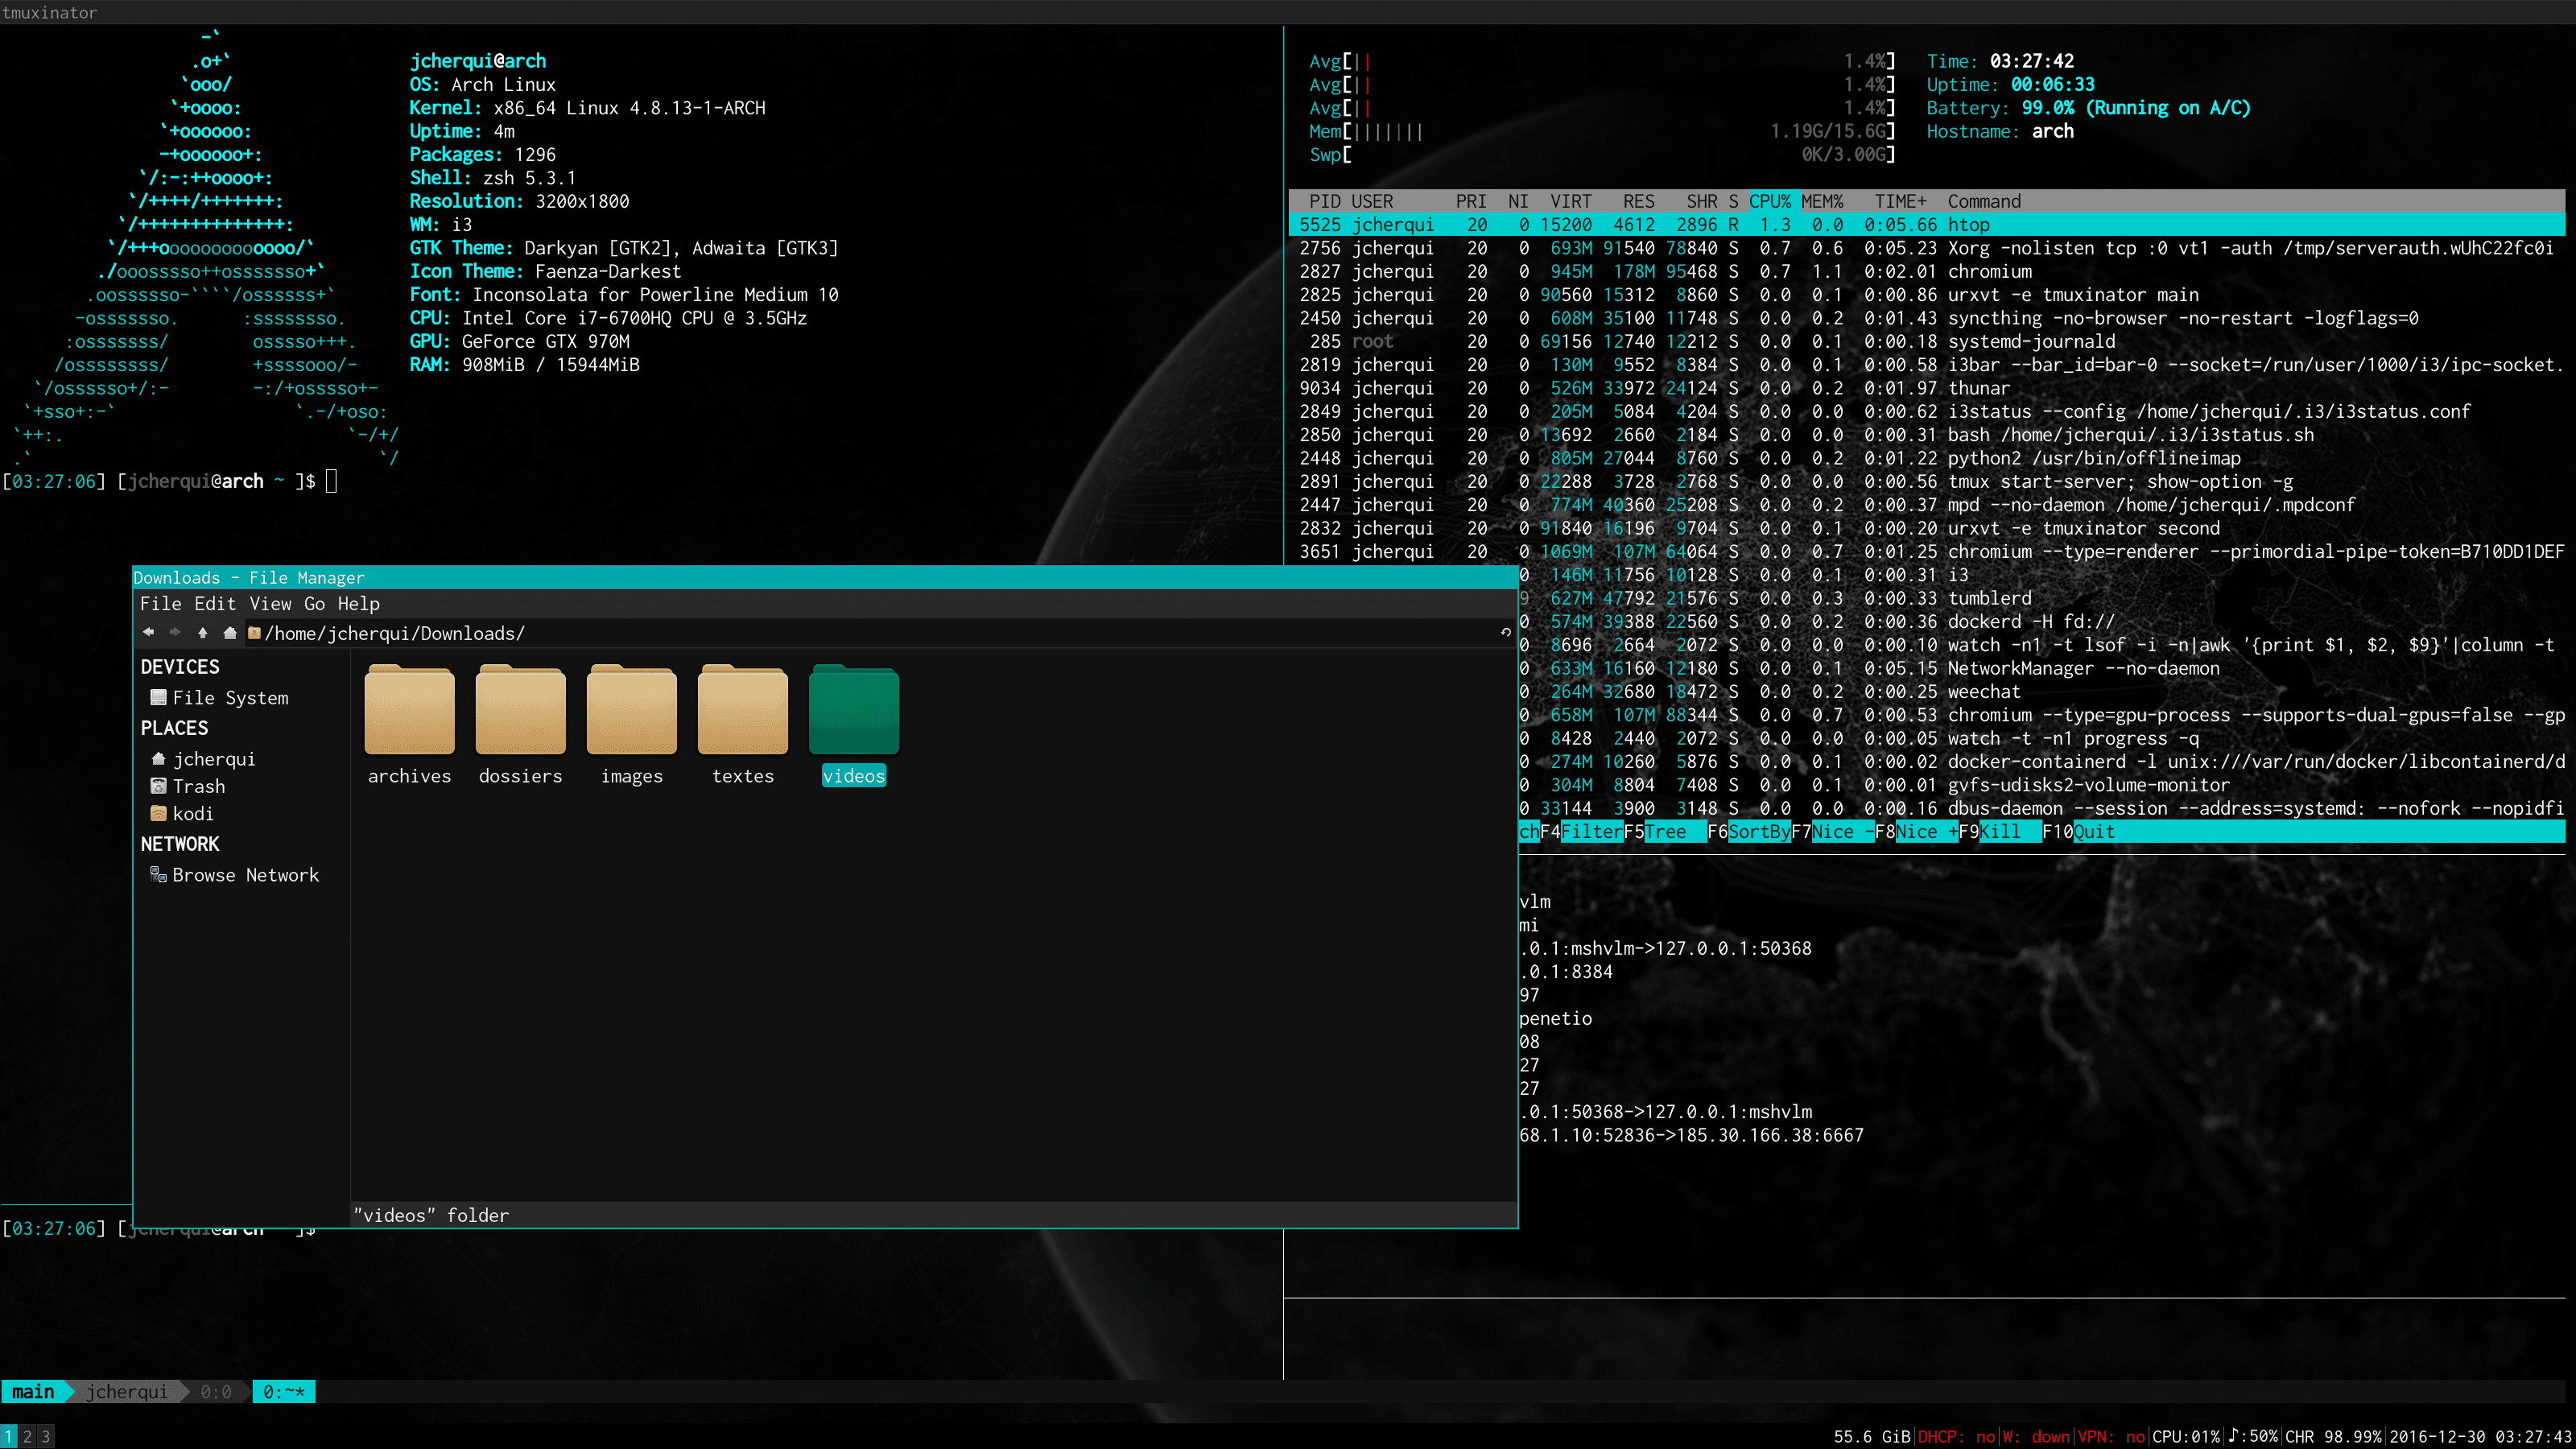 tmuxinator
jcherqui@arch
OS: Arch Linux
Kernel: x86_64 Linux 4.8.13-1-ARCH
Uptime: 4m
Packages: 1296
Shell: zsh 5.3.1
Resolution: 3200x1800
WM: i3
GTK Theme: Darkyan [GTK2], Adwaita [GTK3]
Icon Theme: Faenza-Darkest
Font: Inconsolata for Powerline Medium 10
CPU: Intel Core i7-6700HQ CPU @ 3.5GHz
GPU: GeForce GTX 970M
RAM: 908MiB / 15944MiB
[03:27:06] [jcherqui@arch ~ ]$
Avg[|| 1.4%]
Avg[|| 1.4%]
Avg[|| 1.4%]
Mem[||||||| 1.19G/15.6G]
Swp[ 0K/3.00G]
Time: 03:27:42
Uptime: 00:06:33
Battery: 99.0% (Running on A/C)
Hostname: arch
PID USER PRI NI VIRT RES SHR S CPU% MEM% TIME+ Command
5525 jcherqui 20 0 15200 4612 2896 R 1.3 0.0 0:05.66 htop
2756 jcherqui 20 0 693M 91540 78840 S 0.7 0.6 0:05.23 Xorg -nolisten tcp :0 vt1 -auth /tmp/serverauth.wUhC22fc0i
2827 jcherqui 20 0 945M 178M 95468 S 0.7 1.1 0:02.01 chromium
2825 jcherqui 20 0 90560 15312 8860 S 0.0 0.1 0:00.86 urxvt -e tmuxinator main
2450 jcherqui 20 0 608M 35100 11748 S 0.0 0.2 0:01.43 syncthing -no-browser -no-restart -logflags=0
285 root 20 0 69156 12740 12212 S 0.0 0.1 0:00.18 systemd-journald
2819 jcherqui 20 0 130M 9552 8384 S 0.0 0.1 0:00.58 i3bar --bar_id=bar-0 --socket=/run/user/1000/i3/ipc-socket.
9034 jcherqui 20 0 526M 33972 24124 S 0.0 0.2 0:01.97 thunar
2849 jcherqui 20 0 205M 5084 4204 S 0.0 0.0 0:00.62 i3status --config /home/jcherqui/.i3/i3status.conf
2850 jcherqui 20 0 13692 2660 2184 S 0.0 0.0 0:00.31 bash /home/jcherqui/.i3/i3status.sh
2448 jcherqui 20 0 805M 27044 8760 S 0.0 0.2 0:01.22 python2 /usr/bin/offlineimap
2891 jcherqui 20 0 22288 3728 2768 S 0.0 0.0 0:00.56 tmux start-server; show-option -g
2447 jcherqui 20 0 774M 40360 25208 S 0.0 0.2 0:00.37 mpd --no-daemon /home/jcherqui/.mpdconf
2832 jcherqui 20 0 91840 16196 9704 S 0.0 0.1 0:00.20 urxvt -e tmuxinator second
3651 jcherqui 20 0 1069M 107M 64064 S 0.0 0.7 0:01.25 chromium --type=renderer --primordial-pipe-token=B710DD1DEF
0 146M 11756 10128 S 0.0 0.1 0:00.31 i3
9 627M 47792 21576 S 0.0 0.3 0:00.33 tumblerd
0 574M 39388 22560 S 0.0 0.2 0:00.36 dockerd -H fd://
0 8696 2664 2072 S 0.0 0.0 0:00.10 watch -n1 -t lsof -i -n|awk '{print $1, $2, $9}'|column -t
0 633M 16160 12180 S 0.0 0.1 0:05.15 NetworkManager --no-daemon
0 264M 32680 18472 S 0.0 0.2 0:00.25 weechat
0 658M 107M 88344 S 0.0 0.7 0:00.53 chromium --type=gpu-process --supports-dual-gpus=false --gp
0 8428 2440 2072 S 0.0 0.0 0:00.05 watch -t -n1 progress -q
0 274M 10260 5876 S 0.0 0.1 0:00.02 docker-containerd -l unix:///var/run/docker/libcontainerd/d
0 304M 8804 7408 S 0.0 0.1 0:00.01 gvfs-udisks2-volume-monitor
0 33144 3900 3148 S 0.0 0.0 0:00.16 dbus-daemon --session --address=systemd: --nofork --nopidfi
chF4FilterF5Tree F6SortByF7Nice -F8Nice +F9Kill F10Quit
Downloads - File Manager
File Edit View Go Help
/home/jcherqui/Downloads/
DEVICES
File System
PLACES
jcherqui
Trash
kodi
NETWORK
Browse Network
archives dossiers images textes videos
"videos" folder
vlm
mi
.0.1:mshvlm->127.0.0.1:50368
.0.1:8384
97
penetio
08
27
27
.0.1:50368->127.0.0.1:mshvlm
68.1.10:52836->185.30.166.38:6667
[03:27:06] [jcherqui@arch ]$
main jcherqui 0:0 0:~*
1 2 3
55.6 GiB|DHCP: no|W: down|VPN: no|CPU:01%|♪:50%|CHR 98.99%|2016-12-30 03:27:43